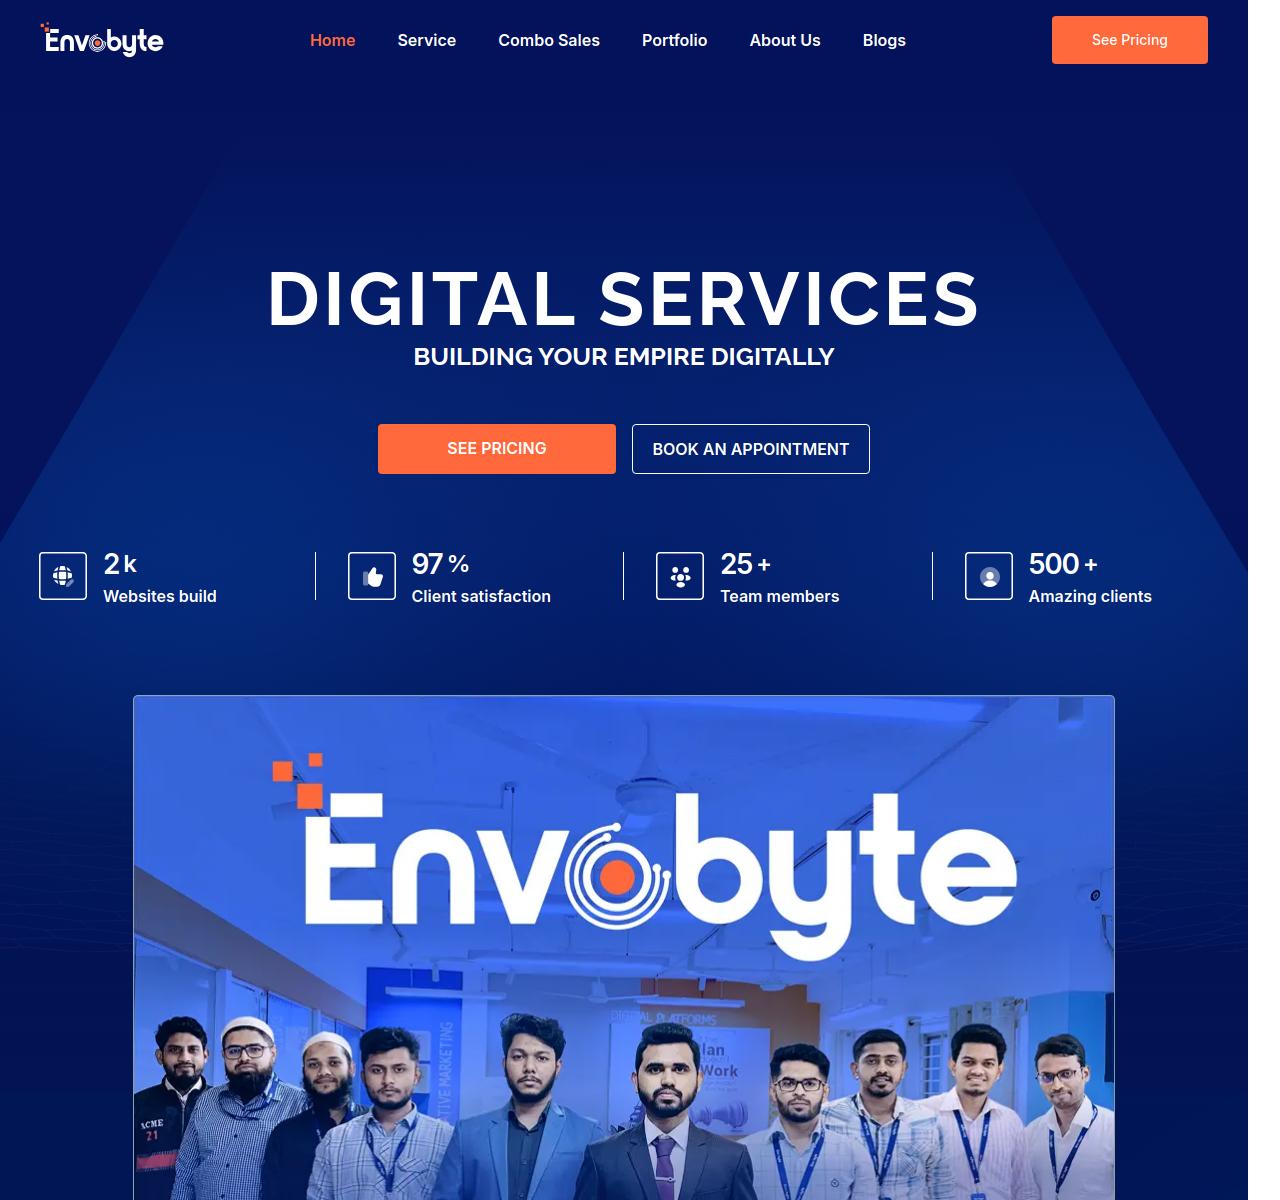 Envobyte
Home
Service
Combo Sales
Portfolio
About Us
Blogs
See Pricing
DIGITAL SERVICES
BUILDING YOUR EMPIRE DIGITALLY
SEE PRICING
BOOK AN APPOINTMENT
2 k
Websites build
97 %
Client satisfaction
25 +
Team members
500 +
Amazing clients
Envobyte
DIGITAL PLATFORMS
lan
Work
TIVE MARKETING
ACME
21